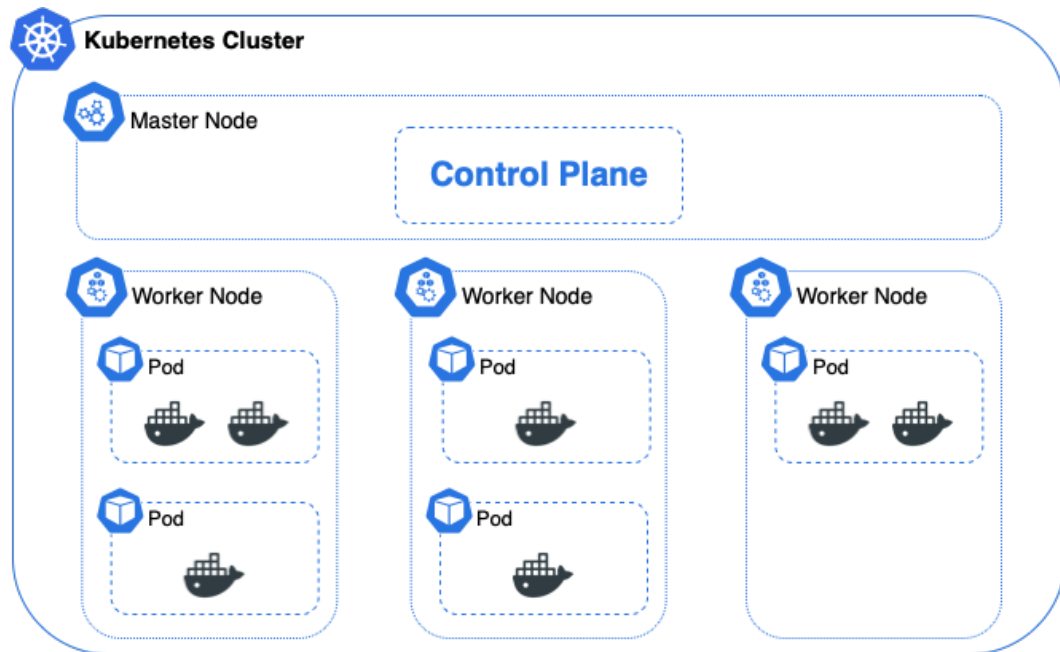 Kubernetes Cluster
Master Node
Control Plane
Worker Node
Worker Node
Worker Node
Pod
Pod
Pod
Pod
Pod